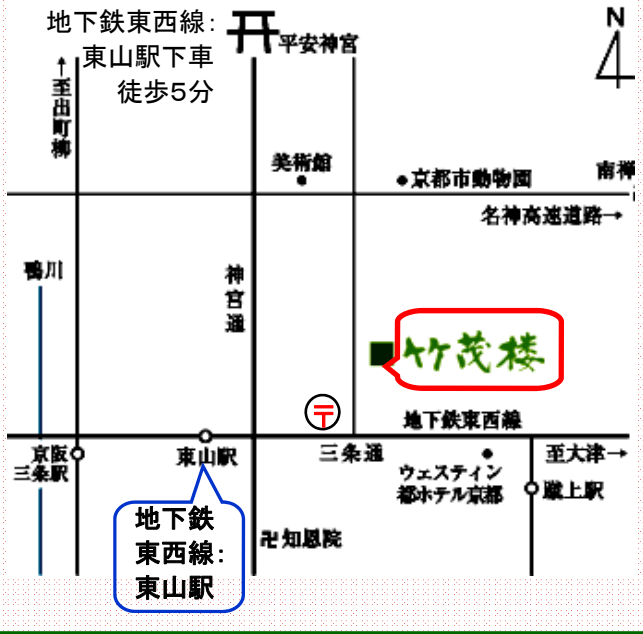 地下鉄東西線：
東山駅下車
徒歩5分
平安神宮
N
←至出町柳
美術館
京都市動物園
南禅
名神高速道路→
鴨川
神宮通
竹茂楼
〒
地下鉄東西線
京阪
三条駅
東山駅
三条通
ウェスティン
都ホテル京都
至大津→
蹴上駅
地下鉄
東西線：
東山駅
卍知恩院